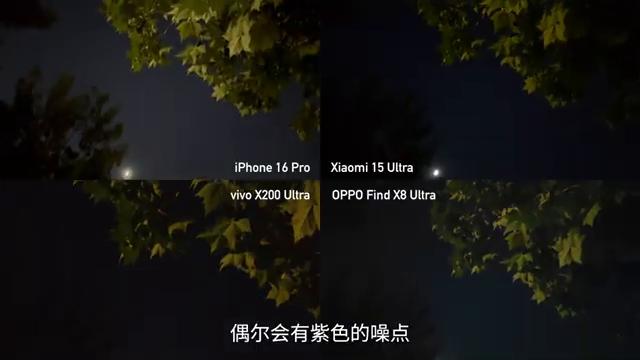 iPhone 16 Pro
Xiaomi 15 Ultra
vivo X200 Ultra
OPPO Find X8 Ultra
偶尔会有紫色的噪点